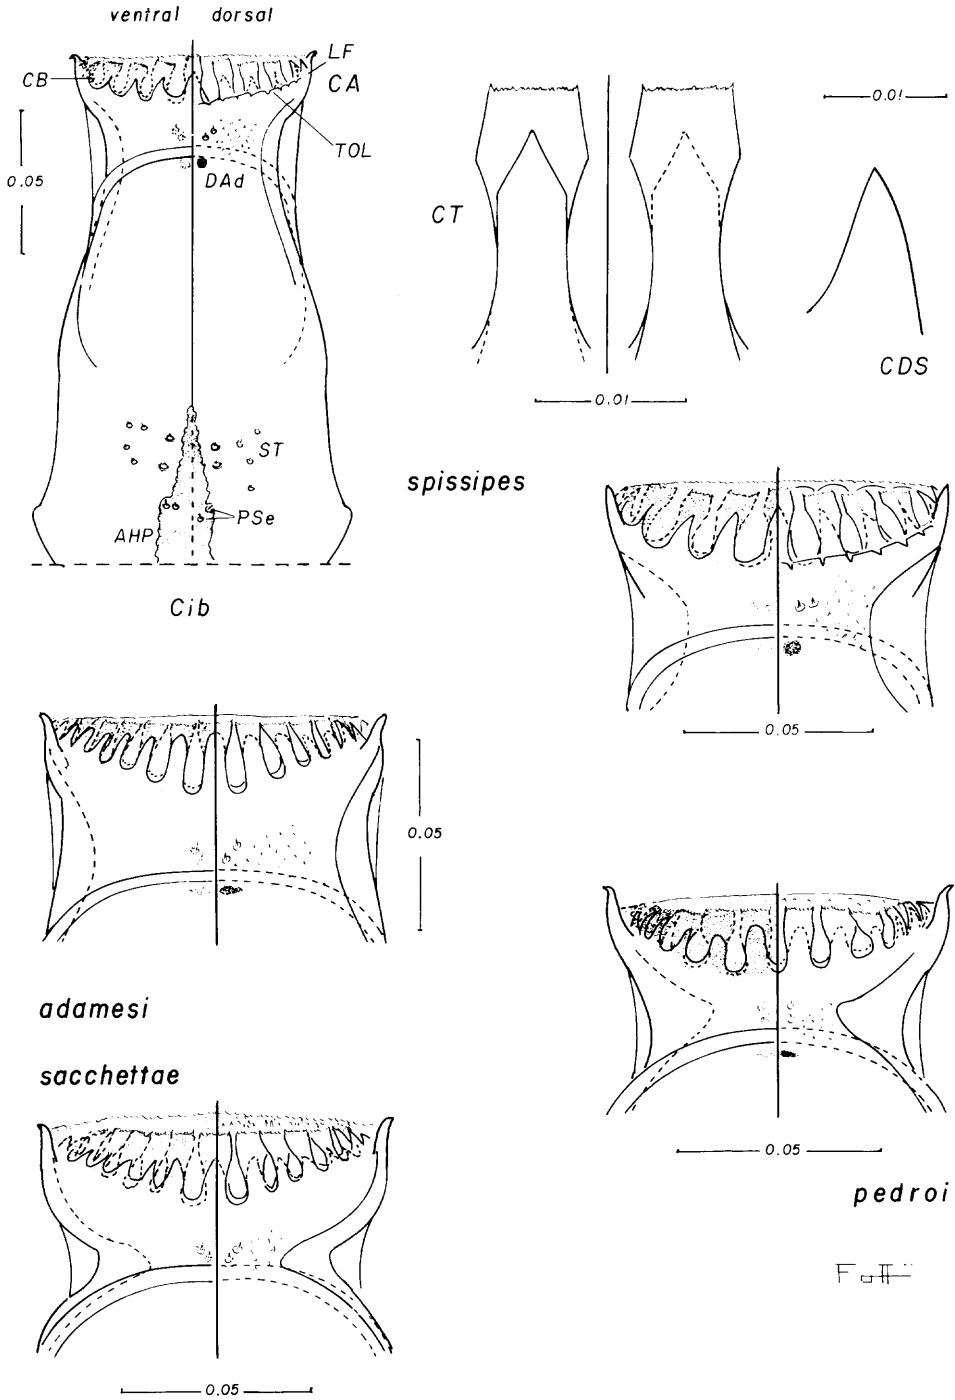 ventral dorsal
LF
CB
CA
TOL
0.05
DAd
ST
PSe
AHP
Cib
0.01
CT
CDS
0.01
spissipes
0.05
0.05
adamesi
sacchettae
0.05
pedroi
0.05